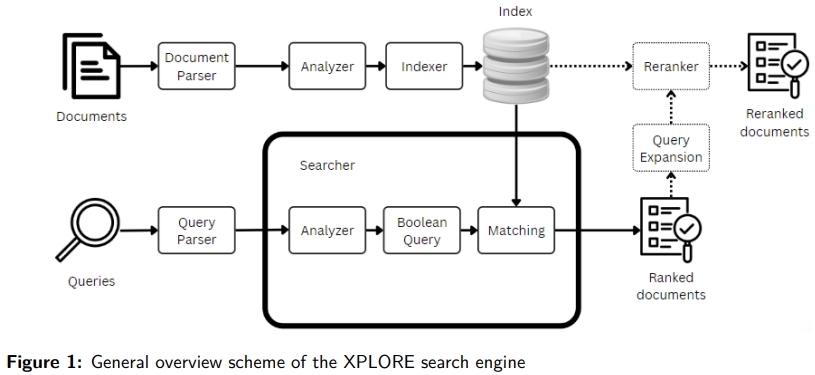 Index
Document
Parser
Analyzer
Indexer
Reranker
Documents
Reranked
documents
Query
Expansion
Searcher
Query
Parser
Analyzer
Boolean
Query
Matching
Queries
Ranked
documents
Figure 1: General overview scheme of the XPLORE search engine